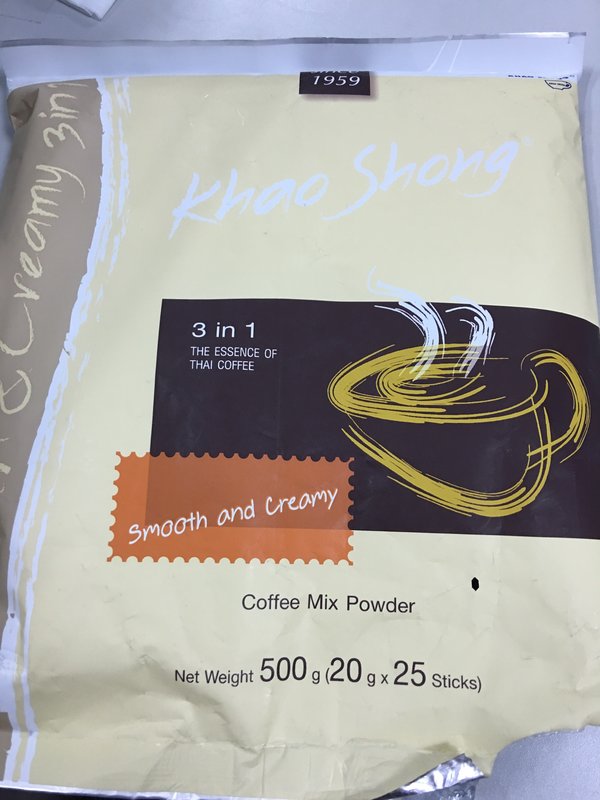 1959
Khao Shong
& Creamy 3in1
3 in 1
THE ESSENCE OF
THAI COFFEE
Smooth and Creamy
Coffee Mix Powder
Net Weight 500 g (20 g x 25 Sticks)